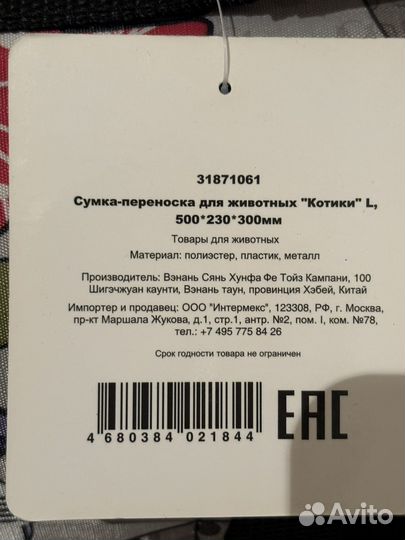 31871061
Сумка-переноска для животных "Котики" L,
500*230*300мм
Товары для животных
Материал: полиэстер, пластик, металл
Производитель: Вэнань Сянь Хунфа Фе Тойз Кампани, 100
Шигэчжуан каунти, Вэнань таун, провинция Хэбей, Китай
Импортер и продавец: ООО "Интермекс", 123308, РФ, г. Москва,
пр-кт Маршала Жукова, д.1, стр.1, антр. №2, пом. I, ком. №78,
тел.: +7 495 775 84 26
Срок годности товара не ограничен
4 680384 021844
EAC
Avito